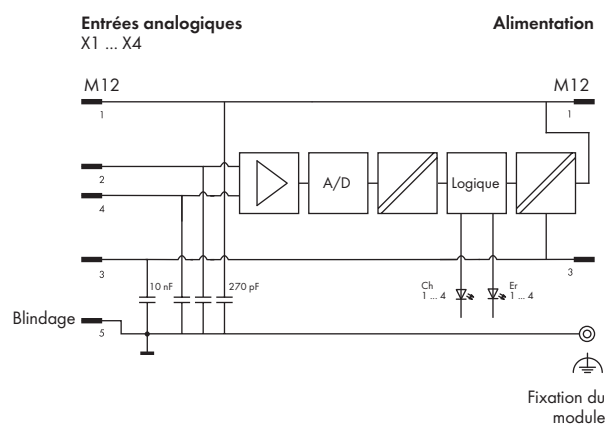 Entrées analogiques
X1 ... X4
Alimentation
M12
M12
1
1
2
A/D
Logique
4
3
3
10 nF
270 pF
Ch
1 ... 4
Er
1 ... 4
Blindage
5
Fixation du
module